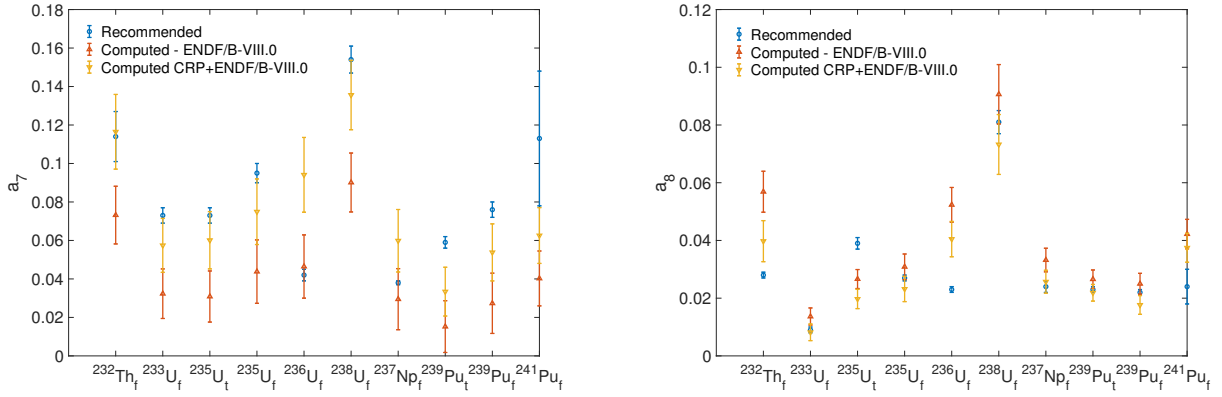 0.18
0.16
0.14
0.12
0.1
0.08
0.06
0.04
0.02
0
a7
Recommended
Computed - ENDF/B-VIII.0
Computed CRP+ENDF/B-VIII.0
232Thf 233Uf 235Ut 235Uf 236Uf 238Uf 237Npf 239Put 239Puf 241Puf
0.12
0.1
0.08
0.06
0.04
0.02
0
a8
Recommended
Computed - ENDF/B-VIII.0
Computed CRP+ENDF/B-VIII.0
232Thf 233Uf 235Ut 235Uf 236Uf 238Uf 237Npf 239Put 239Puf 241Puf